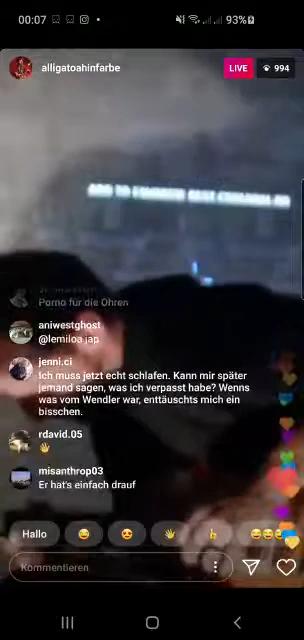 00:07
93%
alligatoahinfarbe
LIVE
994
Porno für die Ohren
aniwestghost
@lemiloa jap
jenni.ci
Ich muss jetzt echt schlafen. Kann mir später
jemand sagen, was ich verpasst habe? Wenns
was vom Wendler war, enttäuschts mich ein
bisschen.
rdavid.05
misanthrop03
Er hat's einfach drauf
Hallo
Kommentieren